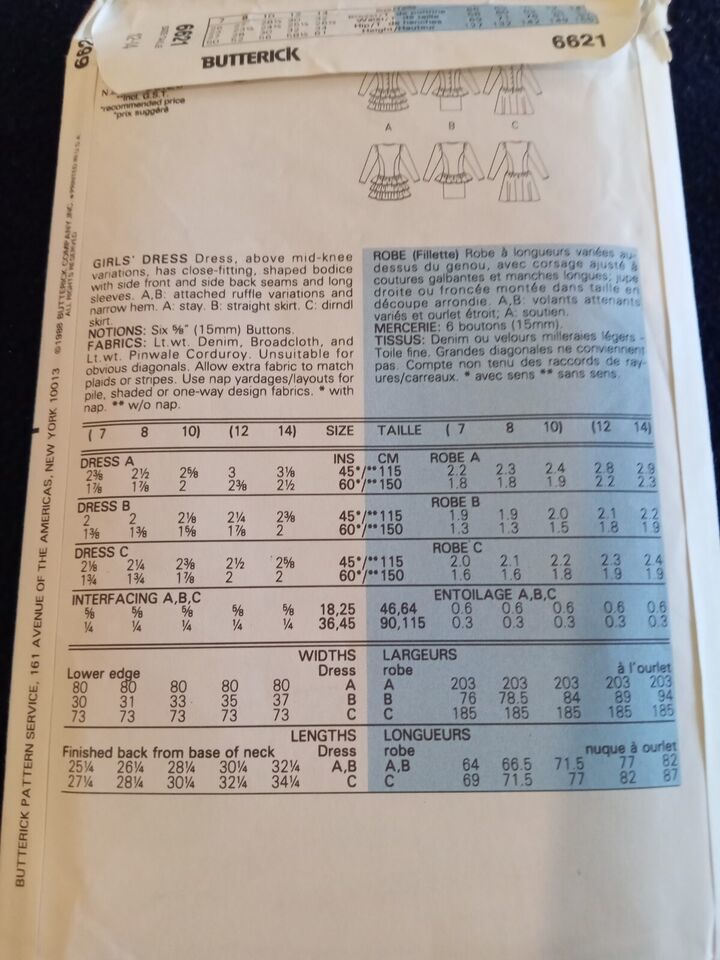 6621
12-14
BUTTERICK
6621
**incl. G.S.T.
*recommended price
*prix suggéré
A B C
©1988 BUTTERICK COMPANY, INC. • PRINTED IN U.S.A.
ALL RIGHTS RESERVED
BUTTERICK PATTERN SERVICE, 161 AVENUE OF THE AMERICAS, NEW YORK 10013
GIRLS' DRESS Dress, above mid-knee
variations, has close-fitting, shaped bodice
with side front and side back seams and long
sleeves. A,B: attached ruffle variations and
narrow hem. A: stay. B: straight skirt. C: dirndl
skirt.
NOTIONS: Six ⅝" (15mm) Buttons.
FABRICS: Lt.wt. Denim, Broadcloth, and
Lt.wt. Pinwale Corduroy. Unsuitable for
obvious diagonals. Allow extra fabric to match
plaids or stripes. Use nap yardages/layouts for
pile, shaded or one-way design fabrics. * with
nap. ** w/o nap.
ROBE (Fillette) Robe à longueurs variées au-
dessus du genou, avec corsage ajusté à
coutures galbantes et manches longues; jupe
droite ou froncée montée dans taille en
découpe arrondie. A,B: volants attenants
variés et ourlet étroit; A: soutien.
MERCERIE: 6 boutons (15mm).
TISSUS: Denim ou velours milleraies légers -
Toile fine. Grandes diagonales ne conviennent
pas. Compte non tenu des raccords de ray-
ures/carreaux. * avec sens ** sans sens.
(7 8 10) (12 14) SIZE TAILLE (7 8 10) (12 14)
DRESS A INS CM ROBE A
2⅜ 2½ 2⅝ 3 3⅛ 45*/**115 2.2 2.3 2.4 2.8 2.9
1⅞ 1⅞ 2 2⅜ 2½ 60*/**150 1.8 1.8 1.9 2.2 2.3
DRESS B ROBE B
2 2 2⅛ 2¼ 2⅜ 45*/**115 1.9 1.9 2.0 2.1 2.2
1⅜ 1⅜ 1⅝ 1⅞ 2 60*/**150 1.3 1.3 1.5 1.8 1.9
DRESS C ROBE C
2⅛ 2¼ 2⅜ 2½ 2⅝ 45*/**115 2.0 2.1 2.2 2.3 2.4
1¾ 1¾ 1⅞ 2 2 60*/**150 1.6 1.6 1.8 1.9 1.9
INTERFACING A,B,C ENTOILAGE A,B,C
⅝ ⅝ ⅝ ⅝ ⅝ 18,25 46,64 0.6 0.6 0.6 0.6 0.6
¼ ¼ ¼ ¼ ¼ 36,45 90,115 0.3 0.3 0.3 0.3 0.3
WIDTHS LARGEURS
Lower edge Dress robe à l'ourlet
80 80 80 80 80 A A 203 203 203 203 203
30 31 33 35 37 B B 76 78.5 84 89 94
73 73 73 73 73 C C 185 185 185 185 185
LENGTHS LONGUEURS
Finished back from base of neck Dress robe nuque à ourlet
25¼ 26¼ 28¼ 30¼ 32¼ A,B A,B 64 66.5 71.5 77 82
27¼ 28¼ 30¼ 32¼ 34¼ C C 69 71.5 77 82 87